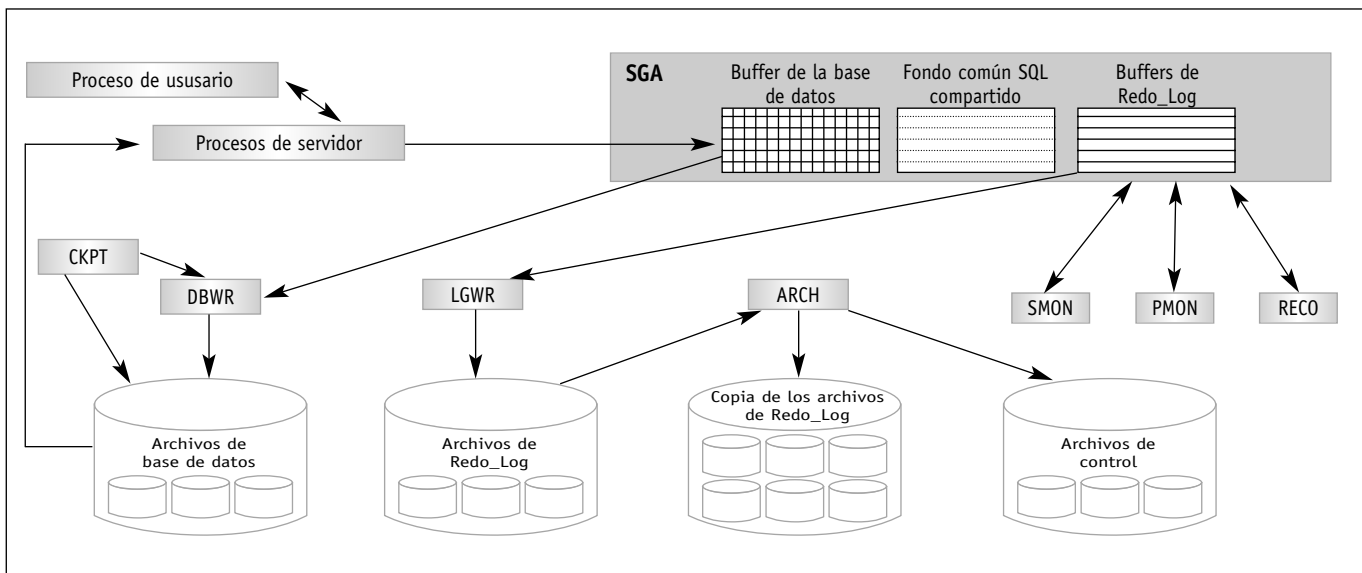 Proceso de ususario
Procesos de servidor
SGA
Buffer de la base
de datos
Fondo común SQL
compartido
Buffers de
Redo_Log
CKPT
DBWR
LGWR
ARCH
SMON
PMON
RECO
Archivos de
base de datos
Archivos de
Redo_Log
Copia de los archivos
de Redo_Log
Archivos de
control